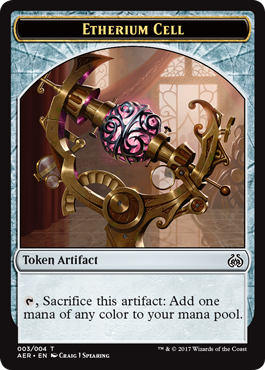 Etherium Cell
Token Artifact
, Sacrifice this artifact: Add one
mana of any color to your mana pool.
003/004 T
AER • EN Craig J Spearing
™ & © 2017 Wizards of the Coast